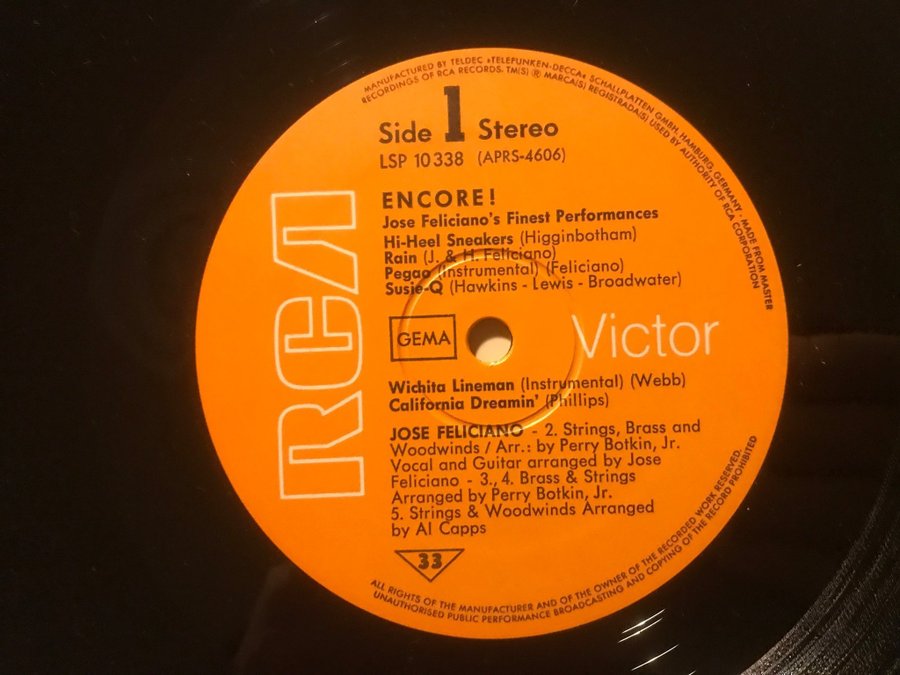 MANUFACTURED BY TELDEC »TELEFUNKEN-DECCA« SCHALLPLATTEN GMBH, HAMBURG, GERMANY · MADE FROM MASTER
RECORDINGS OF RCA RECORDS. TM(S) ® MARCA(S) REGISTRADA(S) USED BY AUTHORITY OF RCA CORPORATION
Side 1 Stereo
LSP 10338 (APRS-4606)
RCA
ENCORE!
Jose Feliciano's Finest Performances
Hi-Heel Sneakers (Higginbotham)
Rain (J. & H. Feliciano)
Pegao (Instrumental) (Feliciano)
Susie-Q (Hawkins - Lewis - Broadwater)
GEMA
Victor
Wichita Lineman (Instrumental) (Webb)
California Dreamin' (Phillips)
JOSE FELICIANO - 2. Strings, Brass and
Woodwinds / Arr.: by Perry Botkin, Jr.
Vocal and Guitar arranged by Jose
Feliciano - 3., 4. Brass & Strings
Arranged by Perry Botkin, Jr.
5. Strings & Woodwinds Arranged
by Al Capps
33
ALL RIGHTS OF THE MANUFACTURER AND OF THE OWNER OF THE RECORDED WORK RESERVED.
UNAUTHORISED PUBLIC PERFORMANCE BROADCASTING AND COPYING OF THE RECORD PROHIBITED